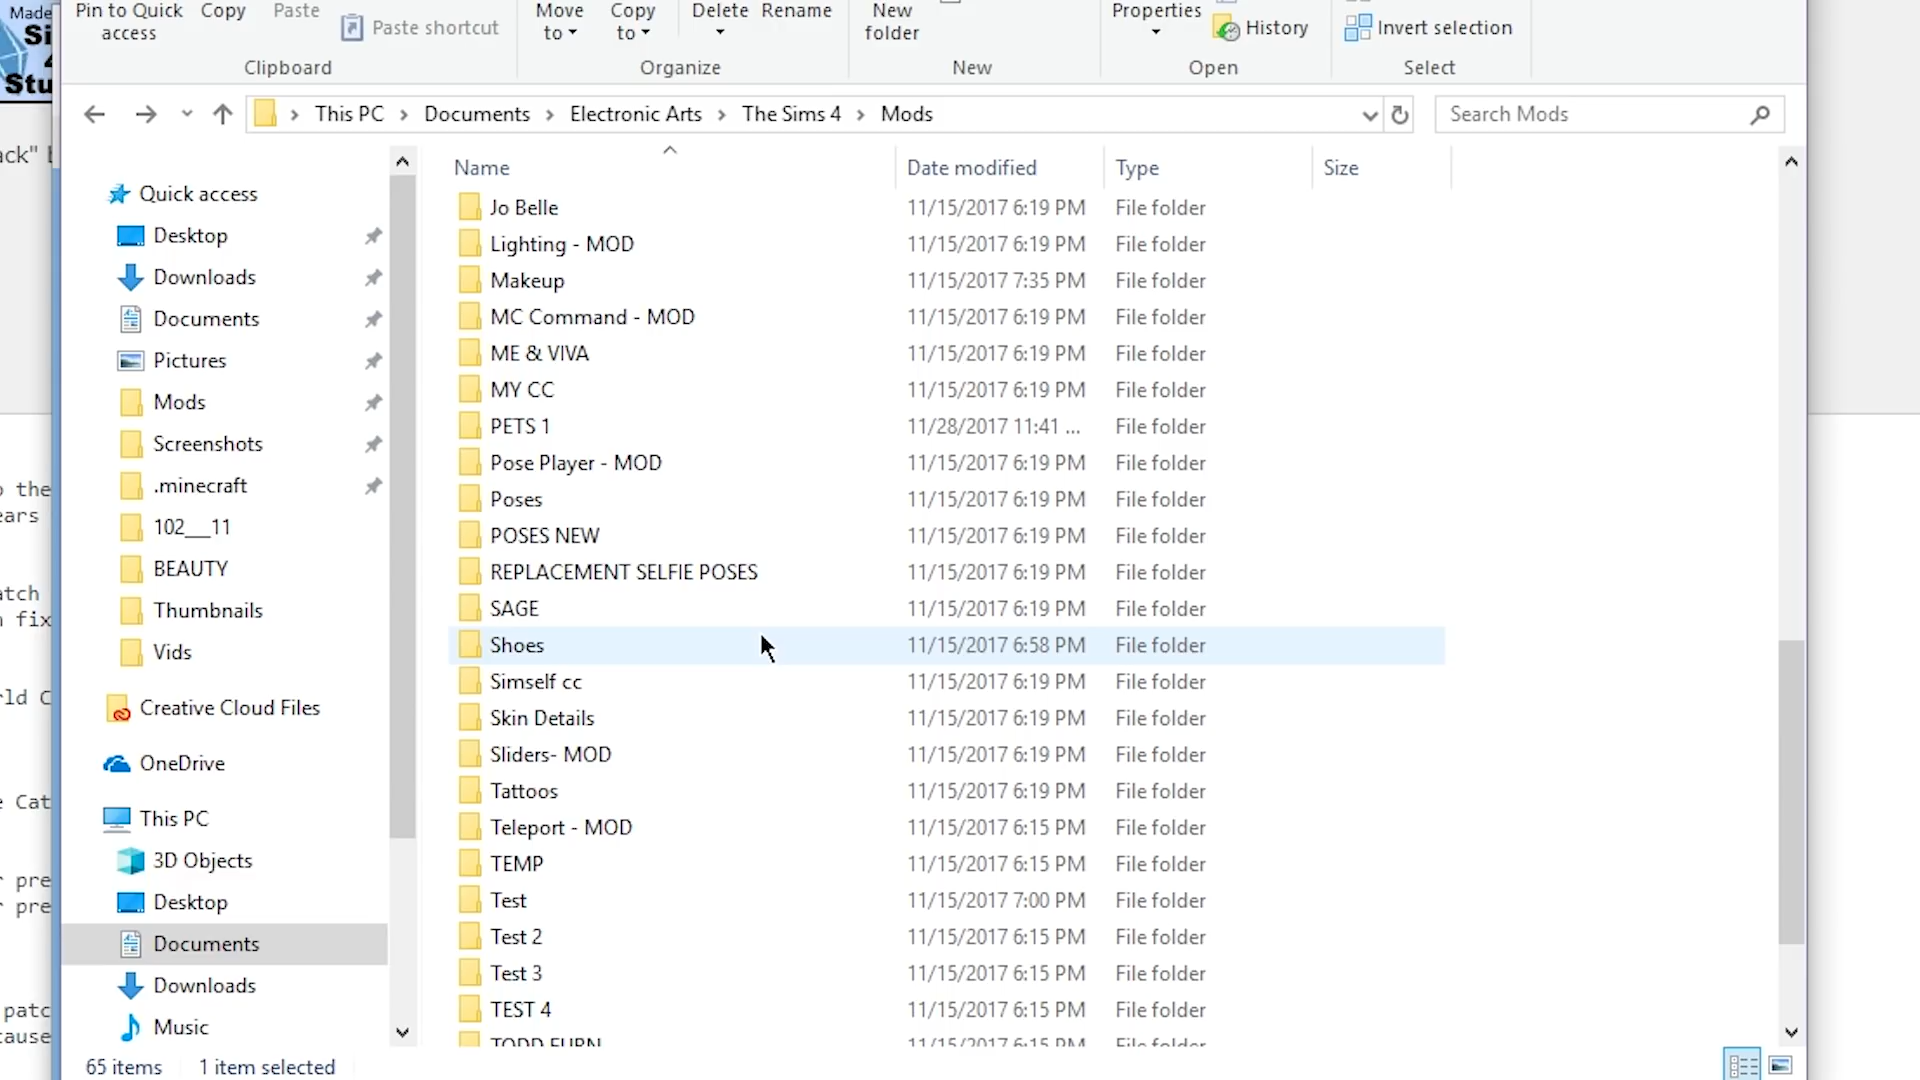 Made
Si
4
Stu
Pin to Quick access
Copy
Paste
Paste shortcut
Clipboard
Move to
Copy to
Delete
Rename
Organize
New folder
New
Properties
History
Open
Invert selection
Select
This PC > Documents > Electronic Arts > The Sims 4 > Mods
Search Mods
ack"
Name Date modified Type Size
Quick access
Desktop
Downloads
Documents
Pictures
Mods
Screenshots
.minecraft
102___11
BEAUTY
Thumbnails
Vids
Creative Cloud Files
OneDrive
This PC
3D Objects
Desktop
Documents
Downloads
Music
Jo Belle 11/15/2017 6:19 PM File folder
Lighting - MOD 11/15/2017 6:19 PM File folder
Makeup 11/15/2017 7:35 PM File folder
MC Command - MOD 11/15/2017 6:19 PM File folder
ME & VIVA 11/15/2017 6:19 PM File folder
MY CC 11/15/2017 6:19 PM File folder
PETS 1 11/28/2017 11:41 ... File folder
Pose Player - MOD 11/15/2017 6:19 PM File folder
Poses 11/15/2017 6:19 PM File folder
POSES NEW 11/15/2017 6:19 PM File folder
REPLACEMENT SELFIE POSES 11/15/2017 6:19 PM File folder
SAGE 11/15/2017 6:19 PM File folder
Shoes 11/15/2017 6:58 PM File folder
Simself cc 11/15/2017 6:19 PM File folder
Skin Details 11/15/2017 6:19 PM File folder
Sliders- MOD 11/15/2017 6:19 PM File folder
Tattoos 11/15/2017 6:19 PM File folder
Teleport - MOD 11/15/2017 6:15 PM File folder
TEMP 11/15/2017 6:15 PM File folder
Test 11/15/2017 7:00 PM File folder
Test 2 11/15/2017 6:15 PM File folder
Test 3 11/15/2017 6:15 PM File folder
TEST 4 11/15/2017 6:15 PM File folder
TODD FURN 11/15/2017 6:15 PM File folder
the
ears
atch
fix
rld C
e Cat
r pre
r pre
patc
cause
65 items 1 item selected